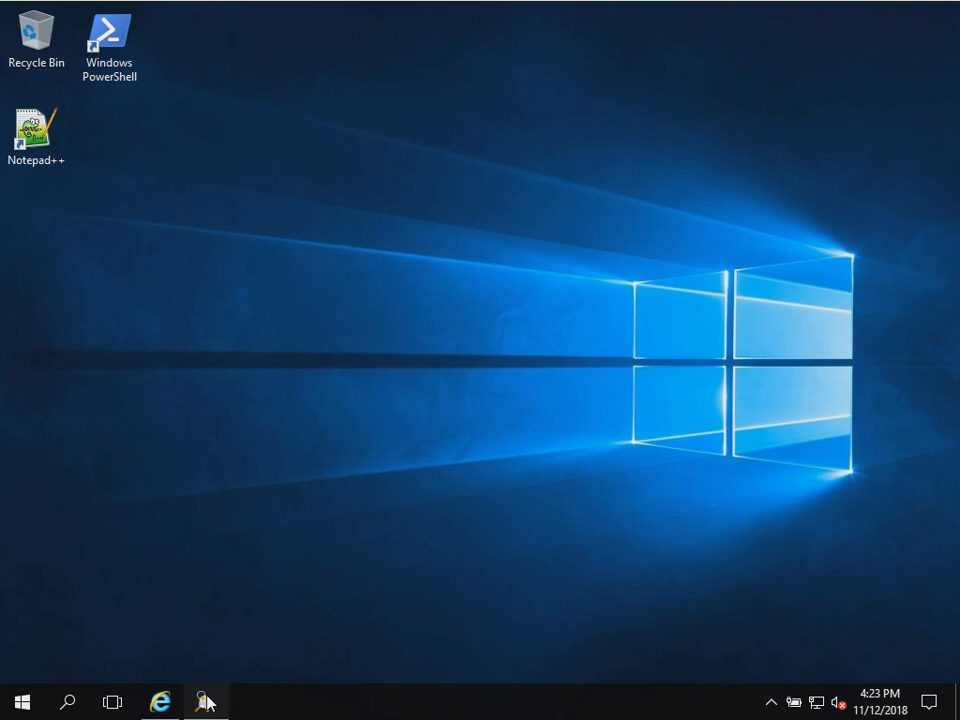 Recycle Bin
Windows
PowerShell
Notepad++
4:23 PM
11/12/2018